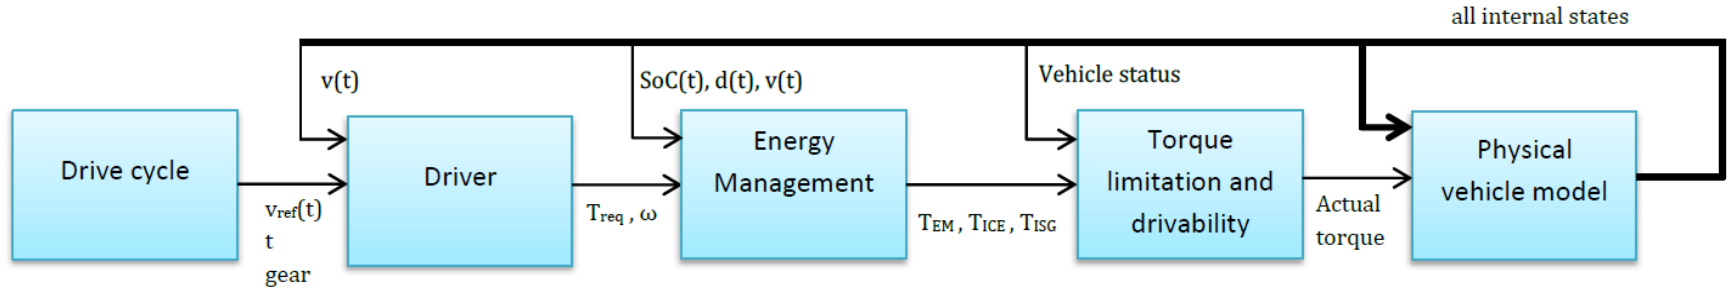 all internal states
v(t)
SoC(t), d(t), v(t)
Vehicle status
Drive cycle
Driver
Energy
Management
Torque
limitation and
drivability
Physical
vehicle model
vref(t)
t
gear
Treq , ω
TEM , TICE , TISG
Actual
torque